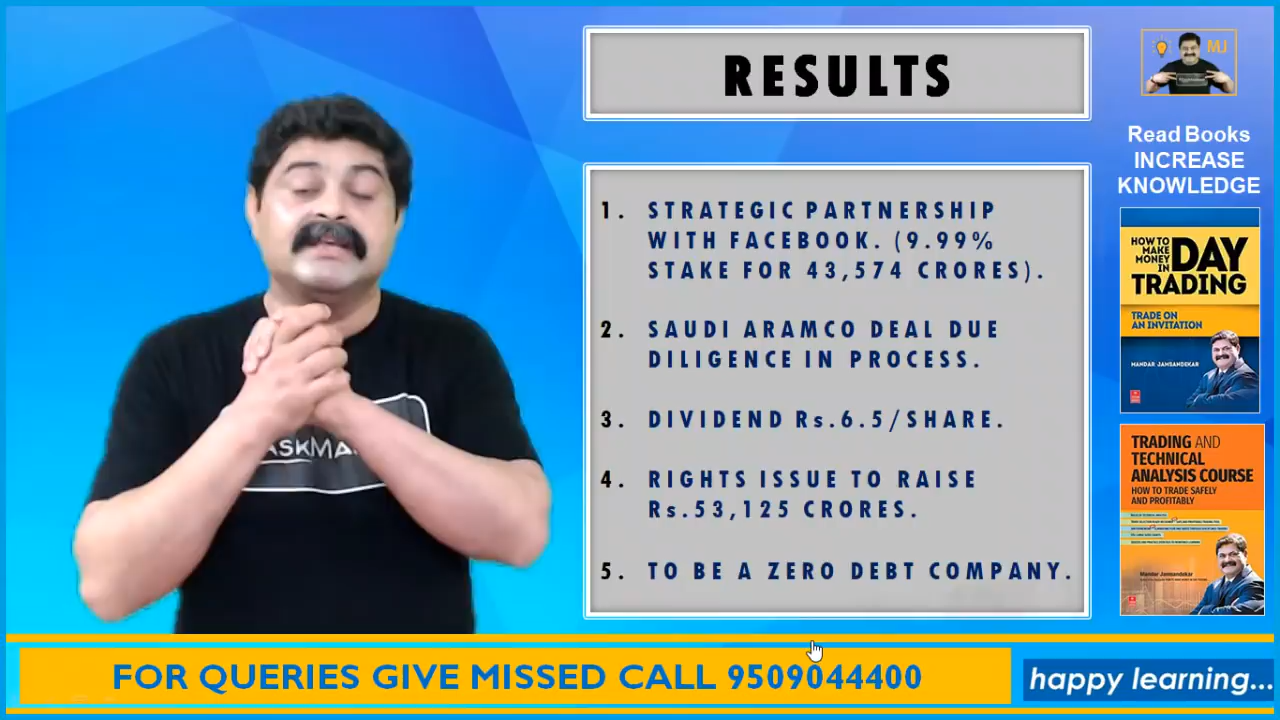 RESULTS
1. STRATEGIC PARTNERSHIP
WITH FACEBOOK. (9.99%
STAKE FOR 43,574 CRORES).
2. SAUDI ARAMCO DEAL DUE
DILIGENCE IN PROCESS.
3. DIVIDEND Rs.6.5/SHARE.
4. RIGHTS ISSUE TO RAISE
Rs.53,125 CRORES.
5. TO BE A ZERO DEBT COMPANY.
MJ
Read Books
INCREASE
KNOWLEDGE
HOW TO
MAKE
MONEY
IN
DAY
TRADING
TRADE ON
AN INVITATION
MANDAR JAMSANDEKAR
TRADING AND
TECHNICAL
ANALYSIS COURSE
HOW TO TRADE SAFELY
AND PROFITABLY
Mandar Jamsandekar
ASKMA
FOR QUERIES GIVE MISSED CALL 9509044400
happy learning...